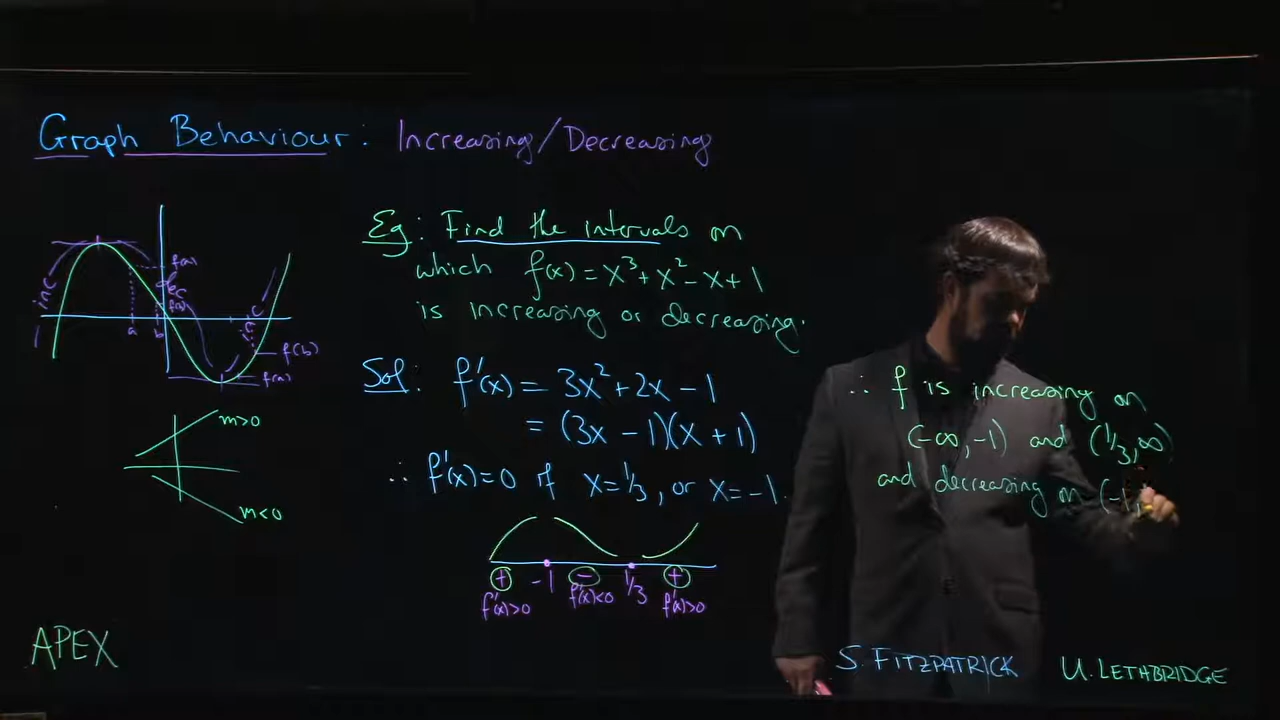 Graph Behaviour: Increasing/Decreasing
inc
dec
f(a)
f(b)
a
b
c
f(b)
f(a)
m>0
m<0
Eg: Find the intervals on
which f(x) = x³ + x² - x + 1
is increasing or decreasing.
Sol: f'(x) = 3x² + 2x - 1
= (3x - 1)(x + 1)
∴ f'(x)=0 if x=1/3, or x=-1.
+ -1 - 1/3 +
f'(x)>0 f'(x)<0 f'(x)>0
∴ f is increasing on
(-∞,-1) and (1/3,∞)
and decreasing on (-1,
APEX
S. FITZPATRICK
U. LETHBRIDGE